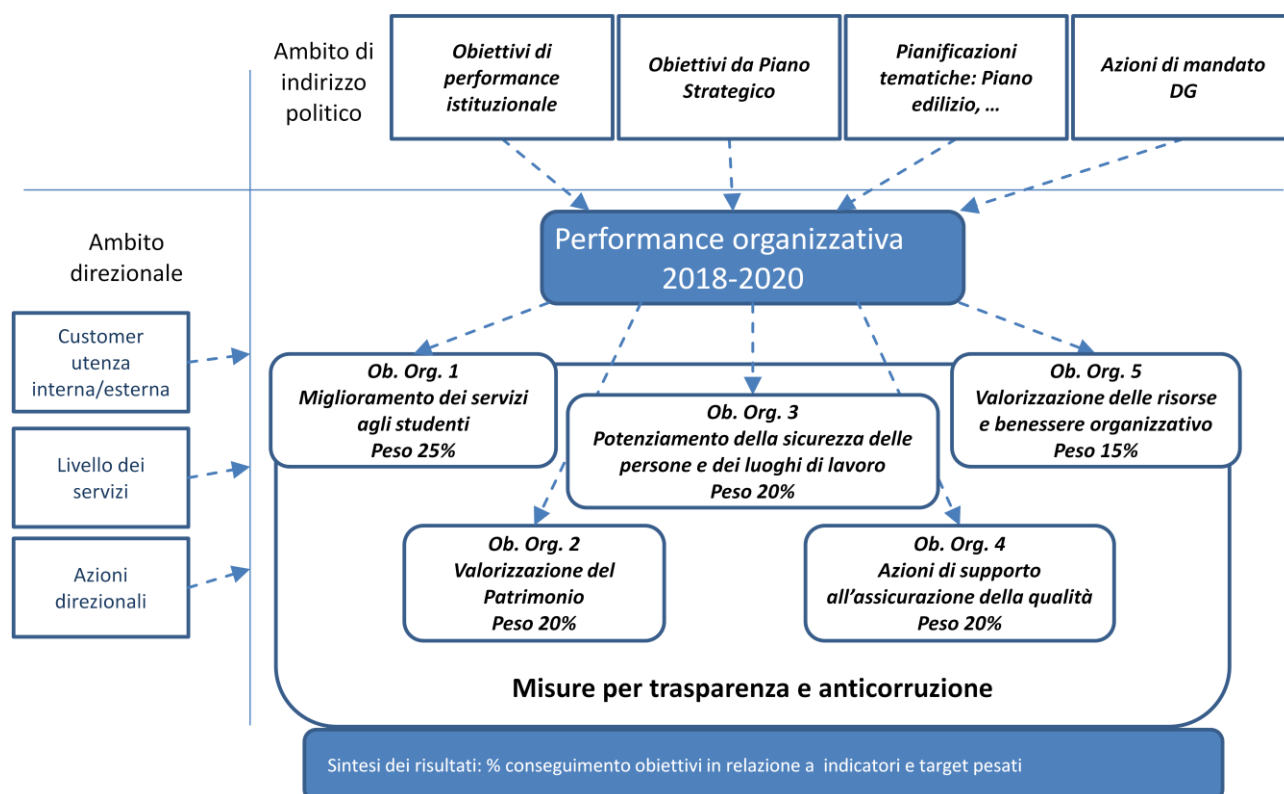 Ambito di
indirizzo
politico
Obiettivi di
performance
istituzionale
Obiettivi da Piano
Strategico
Pianificazioni
tematiche: Piano
edilizio, ...
Azioni di mandato
DG
Ambito
direzionale
Performance organizzativa
2018-2020
Customer
utenza
interna/esterna
Livello dei
servizi
Azioni
direzionali
Ob. Org. 1
Miglioramento dei servizi
agli studenti
Peso 25%
Ob. Org. 3
Potenziamento della sicurezza delle
persone e dei luoghi di lavoro
Peso 20%
Ob. Org. 5
Valorizzazione delle risorse
e benessere organizzativo
Peso 15%
Ob. Org. 2
Valorizzazione del
Patrimonio
Peso 20%
Ob. Org. 4
Azioni di supporto
all’assicurazione della qualità
Peso 20%
Misure per trasparenza e anticorruzione
Sintesi dei risultati: % conseguimento obiettivi in relazione a indicatori e target pesati